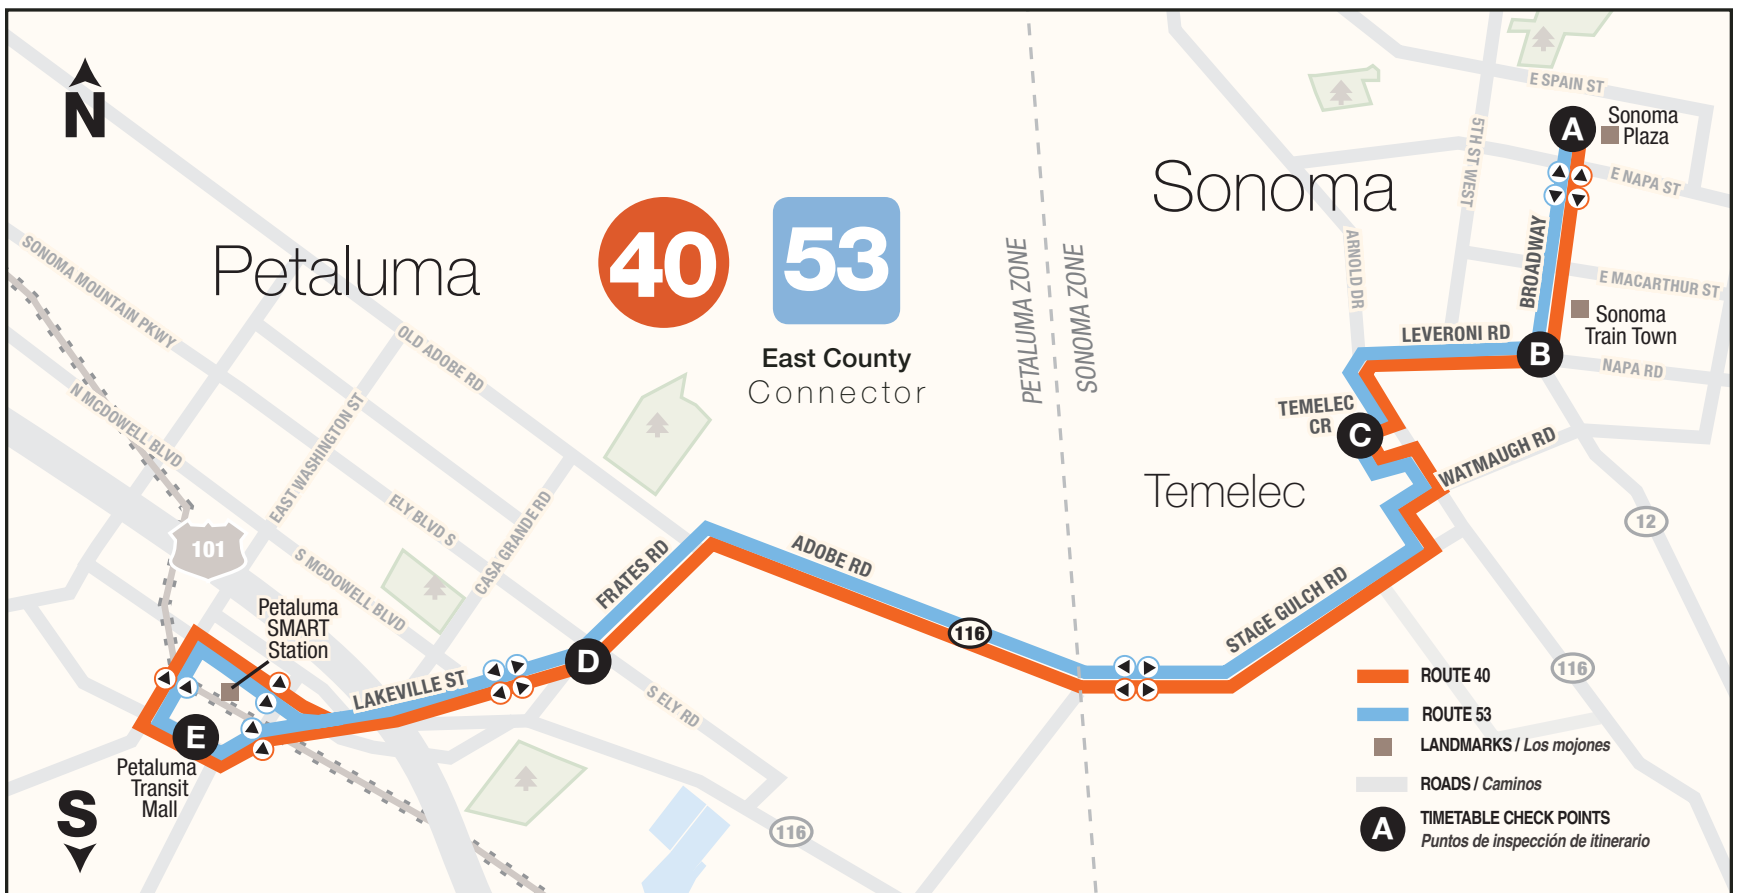 N
Petaluma
40
53
East County
Connector
PETALUMA ZONE
SONOMA ZONE
Sonoma
E SPAIN ST
A
Sonoma
Plaza
5TH ST WEST
E NAPA ST
BROADWAY
ARNOLD DR
E MACARTHUR ST
Sonoma
Train Town
LEVERONI RD
B
NAPA RD
TEMELEC
CR
C
WATMAUGH RD
Temelec
12
SONOMA MOUNTAIN PKWY
OLD ADOBE RD
N MCDOWELL BLVD
EAST WASHINGTON ST
ELY BLVD S
CASA GRANDE RD
101
S MCDOWELL BLVD
FRATES RD
ADOBE RD
116
STAGE GULCH RD
116
Petaluma
SMART
Station
LAKEVILLE ST
D
S ELY RD
E
Petaluma
Transit
Mall
116
S
ROUTE 40
ROUTE 53
LANDMARKS / Los mojones
ROADS / Caminos
A
TIMETABLE CHECK POINTS
Puntos de inspección de itinerario